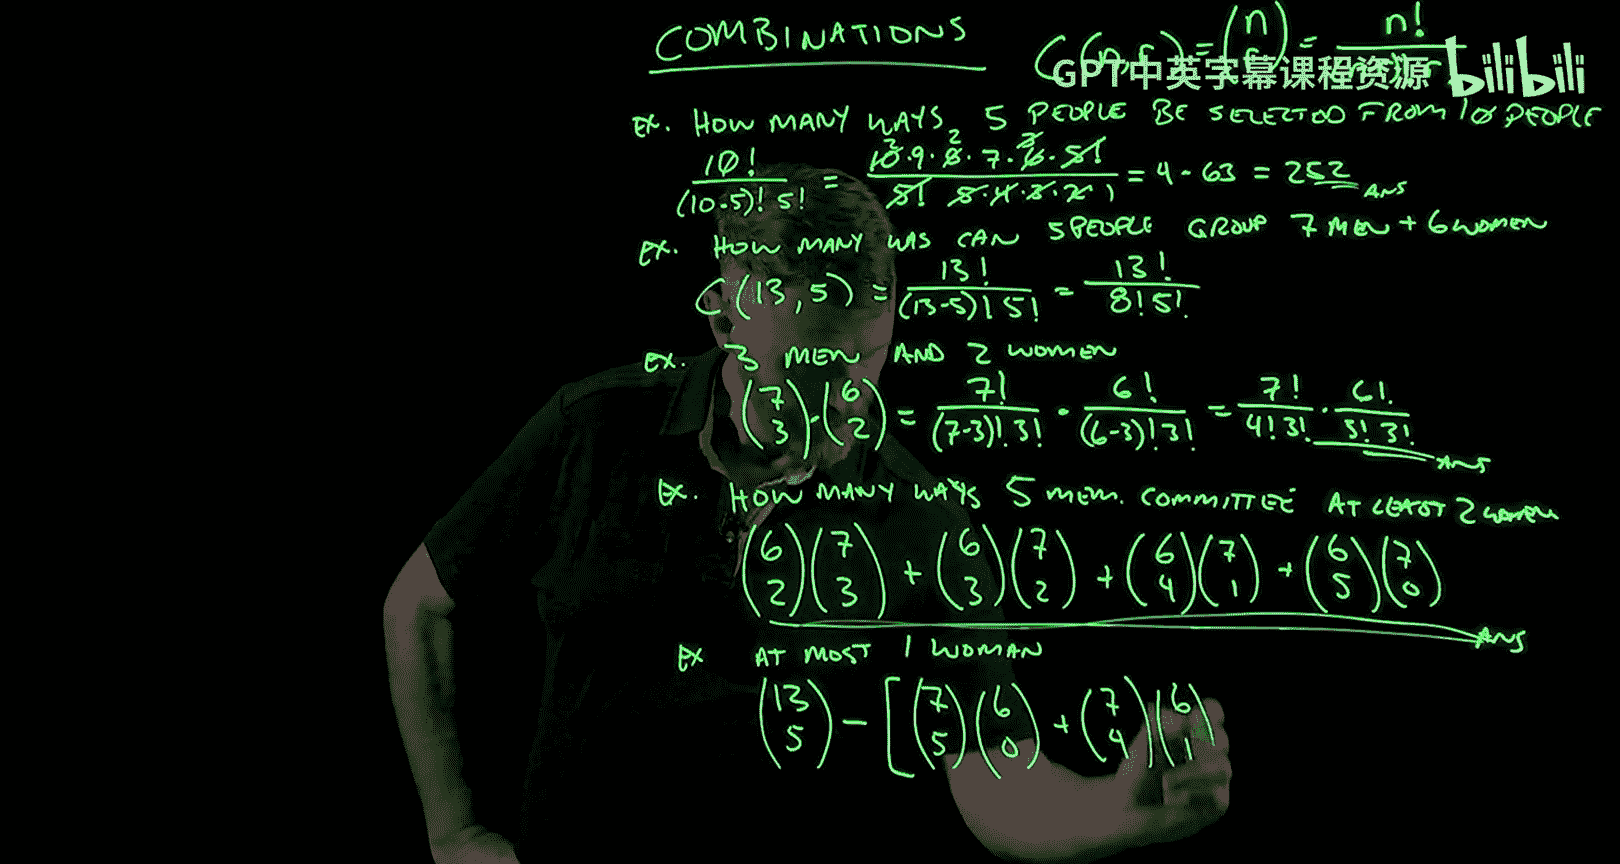 COMBINATIONS C(n,r) = (n r) = n!
GPT中英字幕课程资源 bilibili
EX. HOW MANY WAYS 5 PEOPLE BE SELECTED FROM 10 PEOPLE
10! / (10-5)! 5! = 10·9·8·7·6·5! / 5! 5·4·3·2 1 = 4 · 63 = 252 ANS
2 2 2
EX. HOW MANY WAS CAN 5 PEOPLE GROUP 7 MEN + 6 WOMEN
C(13,5) = 13! / (13-5)! 5! = 13! / 8! 5!
EX. 3 MEN AND 2 WOMEN
(7 3)·(6 2) = 7! / (7-3)! 3! · 6! / (6-3)! 3! = 7! / 4! 3! · 6! / 3! 3! ANS
EX. HOW MANY WAYS 5 MEM. COMMITTEE AT LEAST 2 WOMEN
(6 2)(7 3) + (6 3)(7 2) + (6 4)(7 1) + (6 5)(7 0) ANS
EX AT MOST 1 WOMAN
(13 5) - [(7 5)(6 0) + (7 4)(6 1)